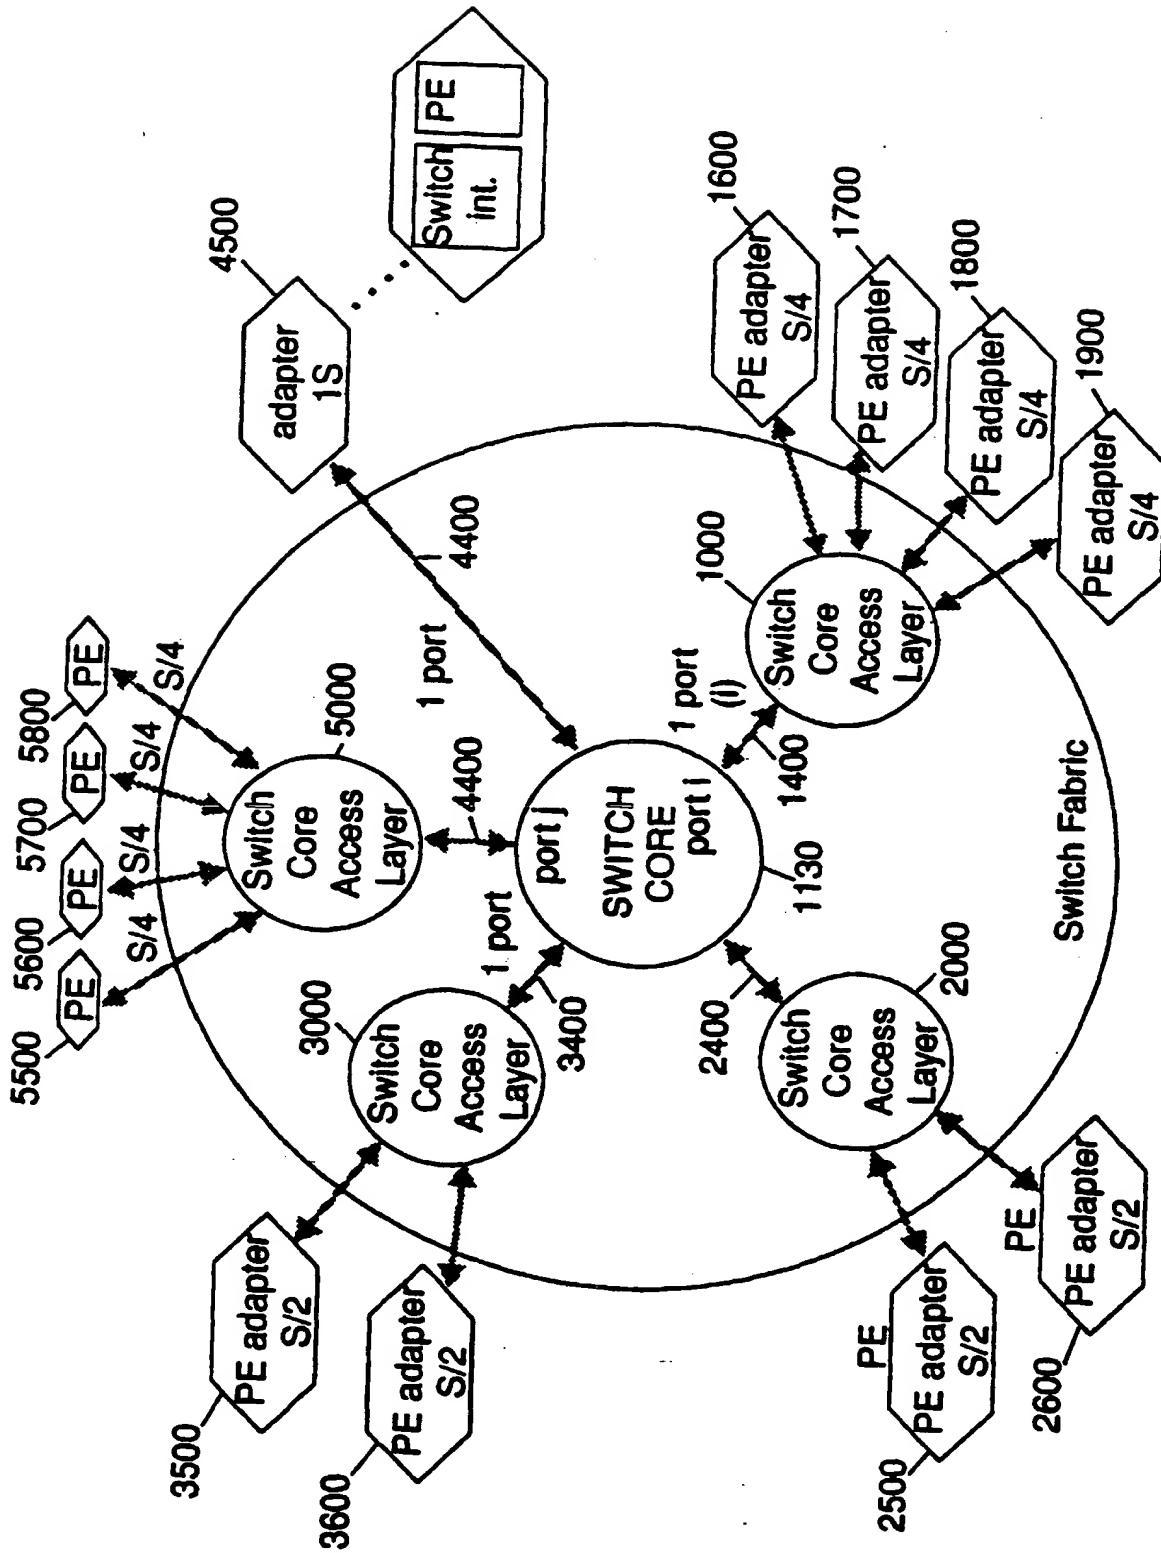 3500
PE adapter
S/2
3600
PE adapter
S/2
5500
PE
5600
PE
5700
PE
5800
PE
S/4
S/4
S/4
S/4
3000
Switch
Core
Access
Layer
5000
Switch
Core
Access
Layer
3400
1 port
4400
1 port
4400
4500
adapter
1S
Switch
int.
PE
port j
SWITCH
CORE
port i
1130
1 port
(i)
1400
1000
Switch
Core
Access
Layer
1600
PE adapter
S/4
1700
PE adapter
S/4
1800
PE adapter
S/4
1900
PE adapter
S/4
2400
2000
Switch
Core
Access
Layer
2500
PE
PE adapter
S/2
2600
PE
PE adapter
S/2
Switch Fabric